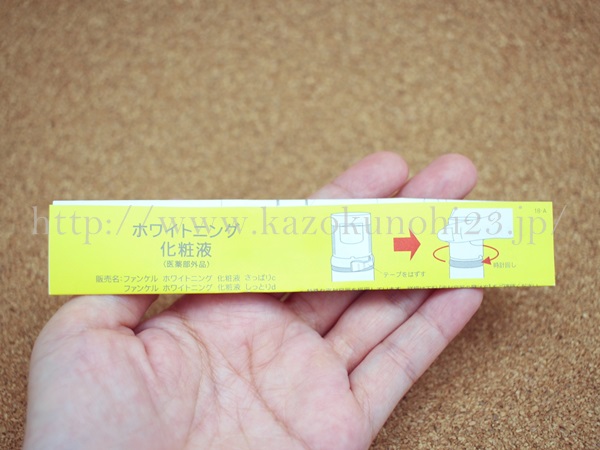 http://www.kazokunohi23.jp/
18-A
ホワイトニング
化粧液
(医薬部外品)
販売名:ファンケル ホワイトニング 化粧液 さっぱりc
ファンケル ホワイトニング 化粧液 しっとりd
テープをはずす
時計回し